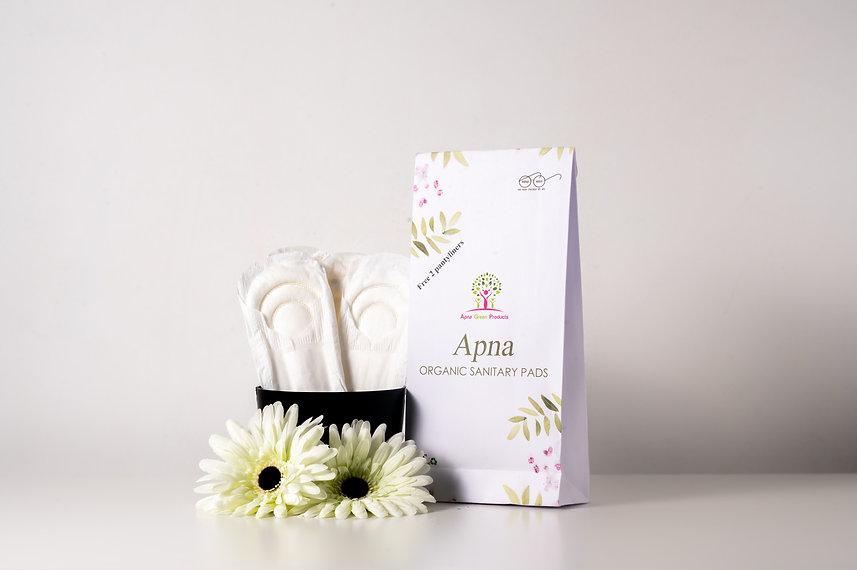 Free 2 pantyliners
Apna Green Products
Apna
ORGANIC SANITARY PADS